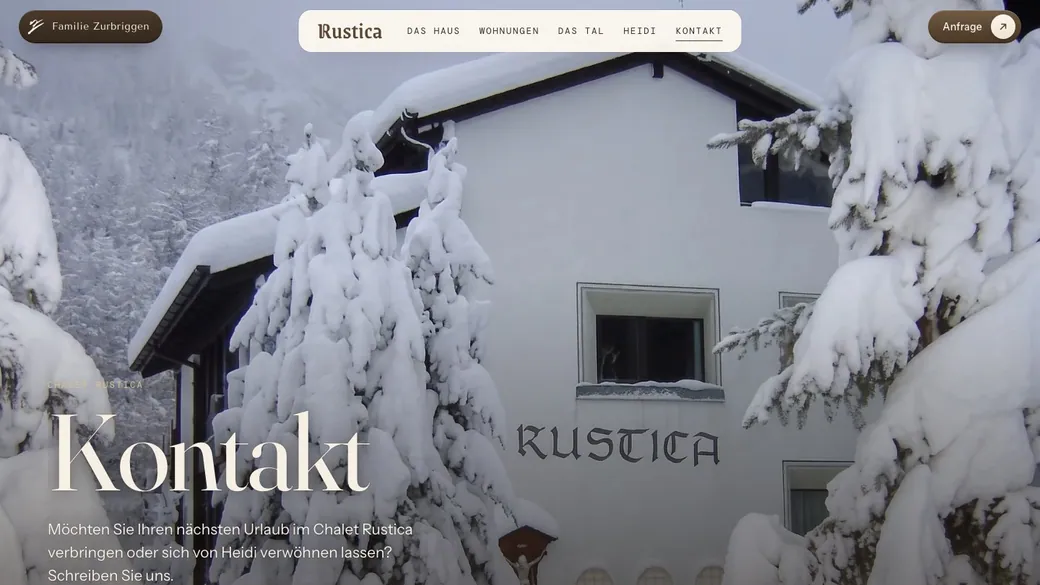 Familie Zurbriggen
Rustica
DAS HAUS
WOHNUNGEN
DAS TAL
HEIDI
KONTAKT
Anfrage
CHALET RUSTICA
Kontakt
RUSTICA
Möchten Sie Ihren nächsten Urlaub im Chalet Rustica
verbringen oder sich von Heidi verwöhnen lassen?
Schreiben Sie uns.